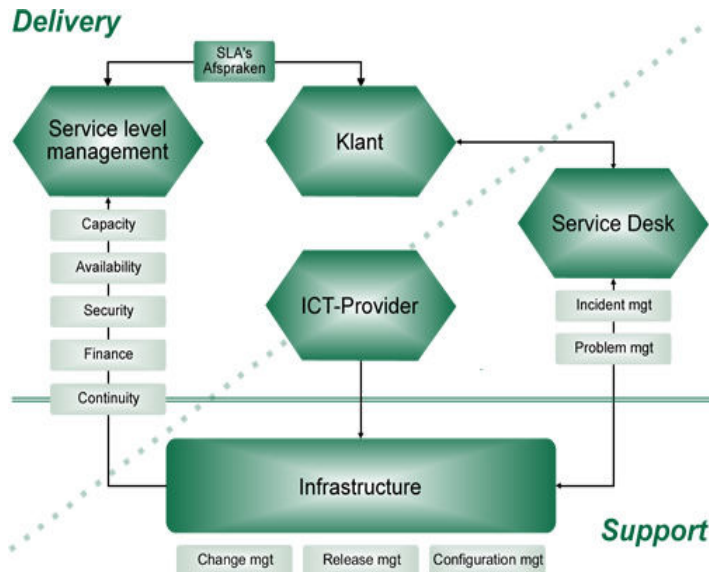 Delivery
SLA's
Afspraken
Service level
management
Klant
Service Desk
Capacity
Availability
Security
Finance
Continuity
ICT-Provider
Incident mgt
Problem mgt
Infrastructure
Support
Change mgt
Release mgt
Configuration mgt